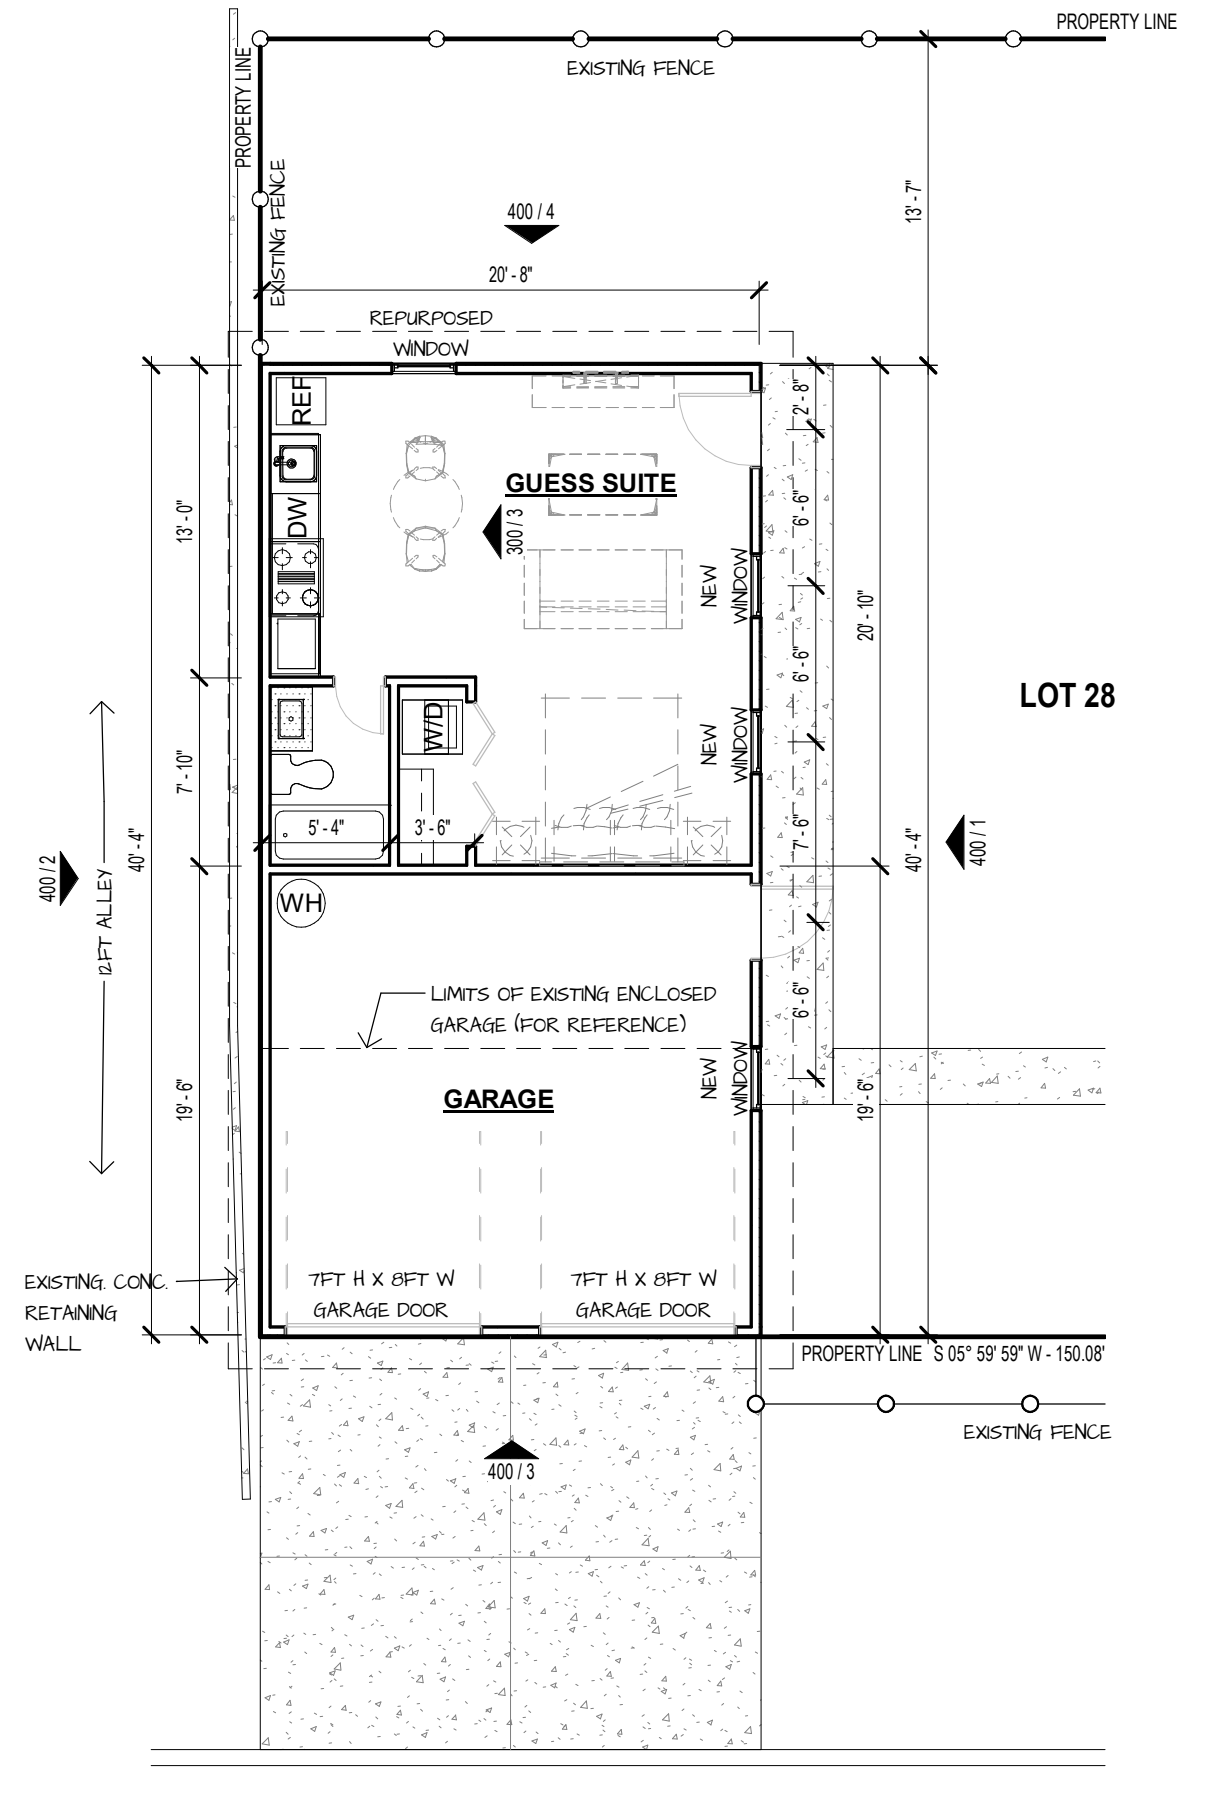 PROPERTY LINE
EXISTING FENCE
PROPERTY LINE
EXISTING FENCE
13' - 7"
400 / 4
20' - 8"
REPURPOSED
WINDOW
REF
2' - 8"
GUESS SUITE
DW
300 / 3
13' - 0"
6' - 6"
NEW
WINDOW
20' - 10"
6' - 6"
LOT 28
W/D
NEW
WINDOW
7' - 10"
5' - 4"
3' - 6"
7' - 6"
40' - 4"
40' - 4"
400 / 1
400 / 2
12FT ALLEY
WH
LIMITS OF EXISTING ENCLOSED
GARAGE (FOR REFERENCE)
6' - 6"
NEW
WINDOW
GARAGE
19' - 6"
19' - 6"
EXISTING. CONC.
RETAINING
WALL
7FT H X 8FT W
GARAGE DOOR
7FT H X 8FT W
GARAGE DOOR
PROPERTY LINE S 05° 59' 59" W - 150.08'
EXISTING FENCE
400 / 3